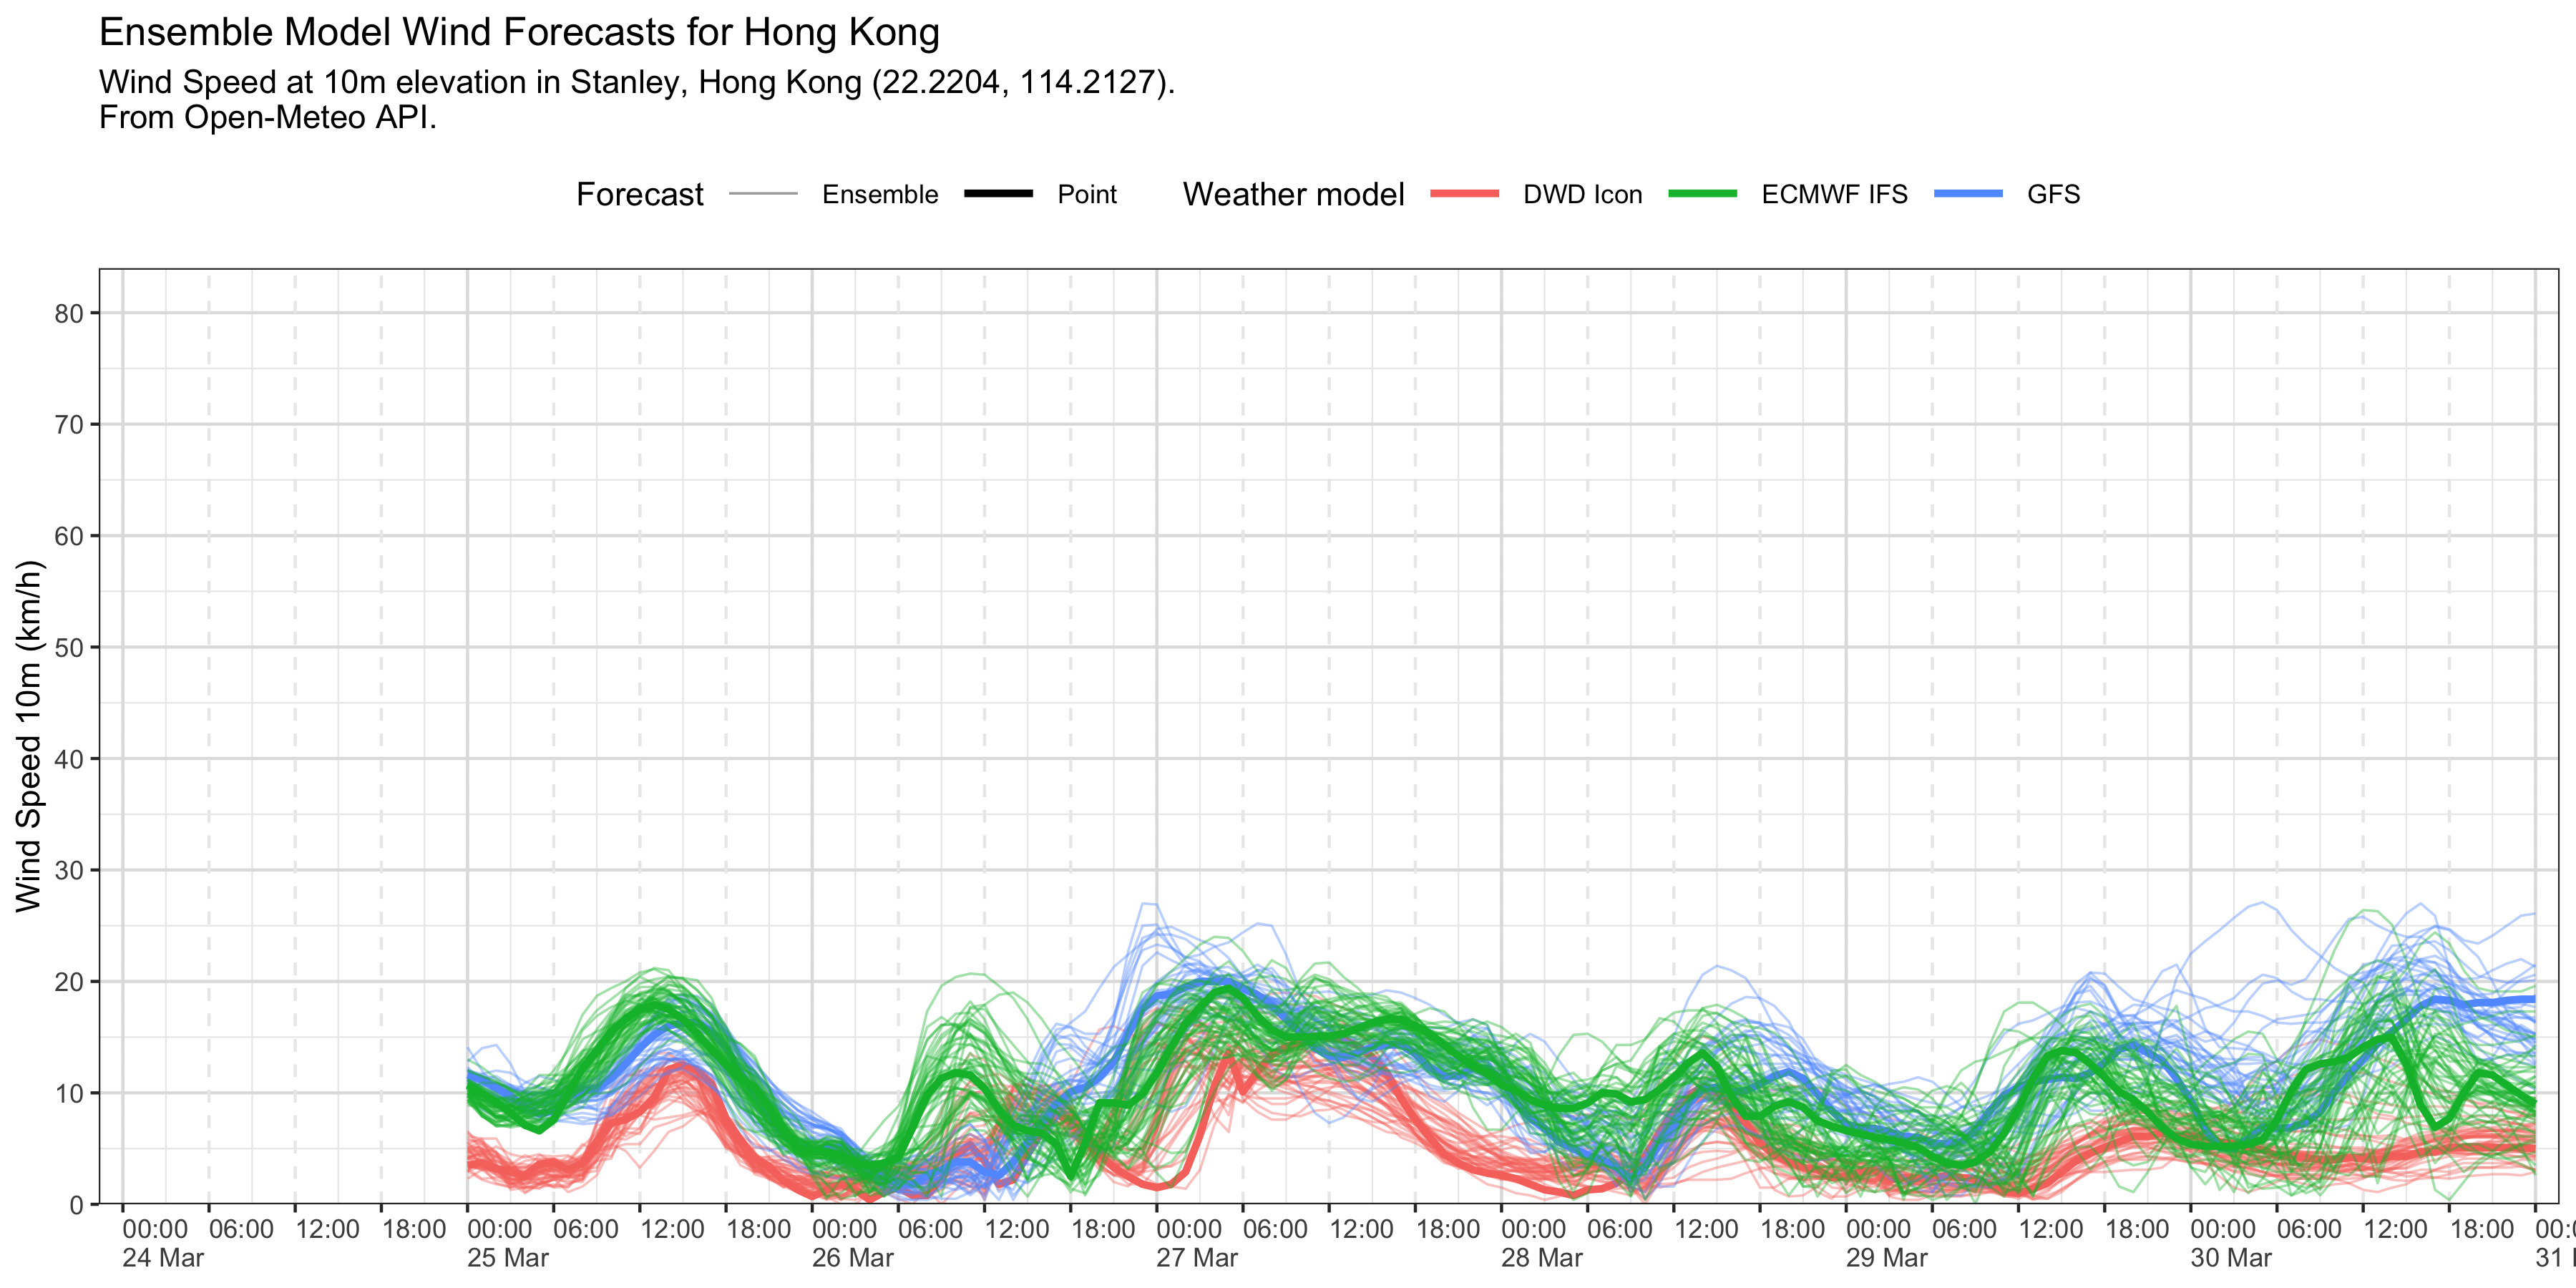 Ensemble Model Wind Forecasts for Hong Kong
Wind Speed at 10m elevation in Stanley, Hong Kong (22.2204, 114.2127).
From Open-Meteo API.
Forecast Ensemble Point Weather model DWD Icon ECMWF IFS GFS
Wind Speed 10m (km/h)
80
70
60
50
40
30
20
10
0
00:00 06:00 12:00 18:00 00:00 06:00 12:00 18:00 00:00 06:00 12:00 18:00 00:00 06:00 12:00 18:00 00:00 06:00 12:00 18:00 00:00 06:00 12:00 18:00 00:00 06:00 12:00 18:00 00:
24 Mar 25 Mar 26 Mar 27 Mar 28 Mar 29 Mar 30 Mar 31